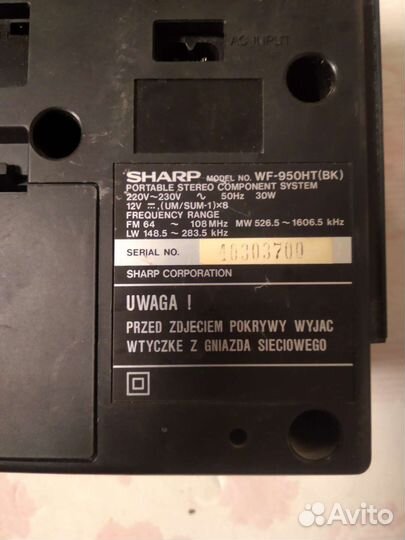 AC INPUT
SHARP MODEL NO. WF-950HT(BK)
PORTABLE STEREO COMPONENT SYSTEM
220V~230V ∿ 50Hz 30W
12V ⎓ (UM/SUM-1)×8
FREQUENCY RANGE
FM 64 ~ 108 MHz MW 526.5~1606.5 kHz
LW 148.5 ~ 283.5 kHz
SERIAL NO. 40303700
SHARP CORPORATION
UWAGA !
PRZED ZDJECIEM POKRYWY WYJAC
WTYCZKE Z GNIAZDA SIECIOWEGO
Avito